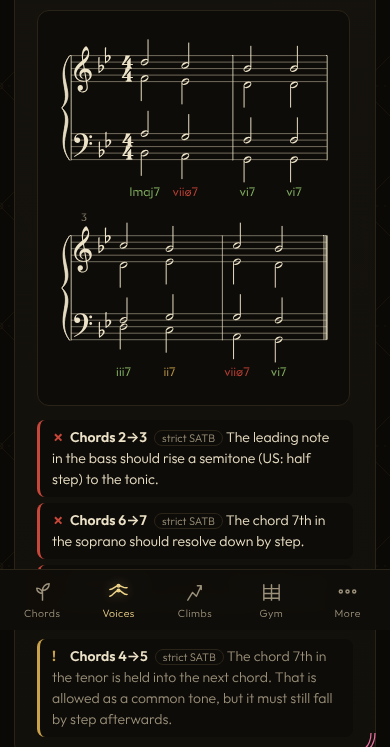 4
4
4
4
Imaj7 viiø7 vi7 vi7
3
iii7 ii7 viiø7 vi7
× Chords 2→3 strict SATB The leading note
in the bass should rise a semitone (US: half
step) to the tonic.
× Chords 6→7 strict SATB The chord 7th in
the soprano should resolve down by step.
Chords Voices Climbs Gym More
! Chords 4→5 strict SATB The chord 7th in
the tenor is held into the next chord. That is
allowed as a common tone, but it must still fall
by step afterwards.